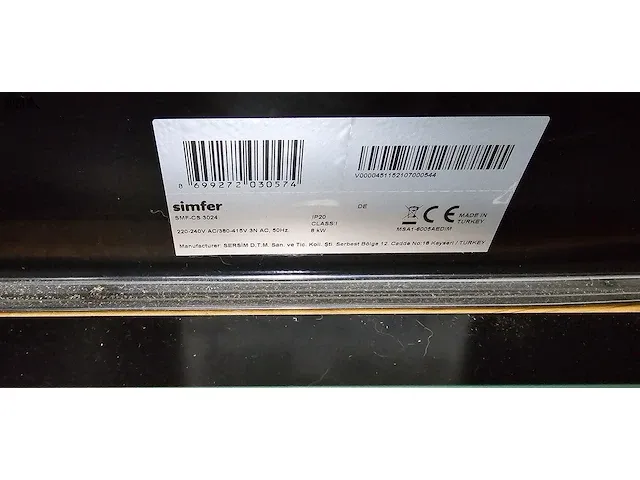 8 699272 030574
V0000451152107000544
simfer
SMF-CS 3024
IP20
DE
CLASS I
220-240V AC/380-415V 3N AC, 50Hz.
8 kW
CE
MADE IN
TURKEY
MSA1-6005AEDIM
Manufacturer: SERSİM D.T.M. San. ve Tic. Koll. Şti. Serbest Bölge 12. Cadde No:18 Kayseri / TURKEY